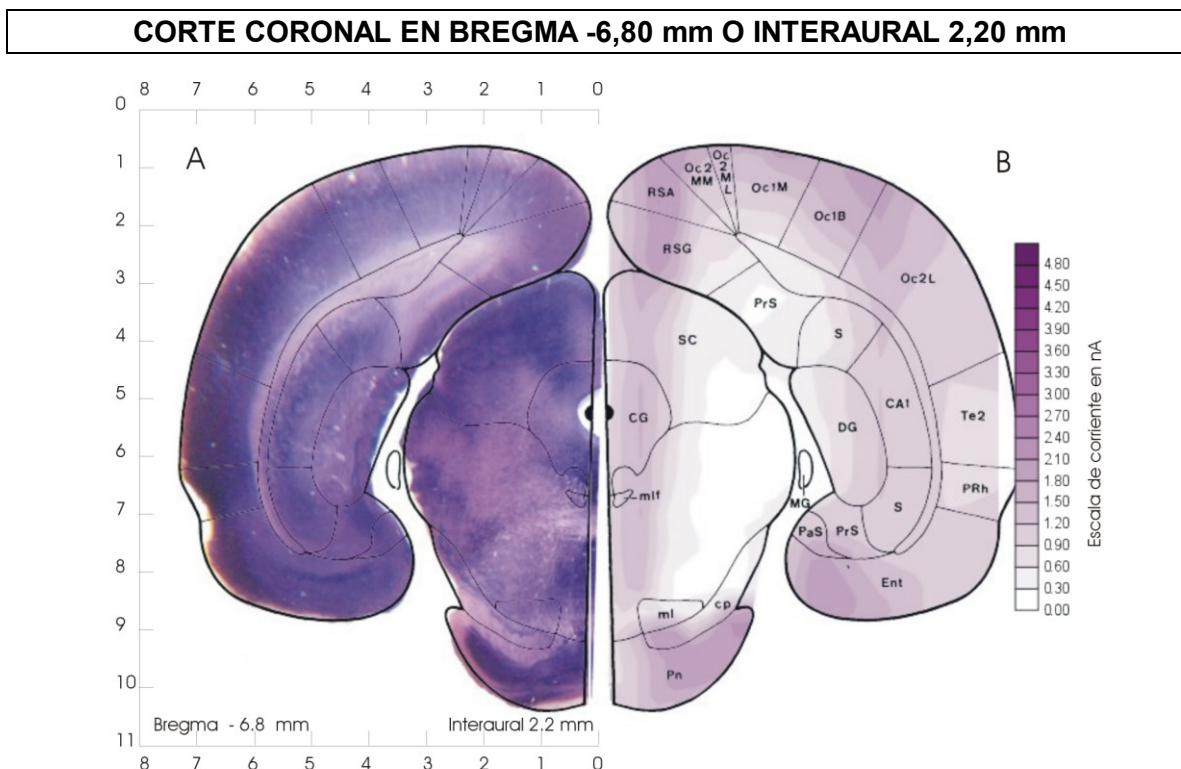 CORTE CORONAL EN BREGMA -6,80 mm O INTERAURAL 2,20 mm
8 7 6 5 4 3 2 1 0
0
1
2
3
4
5
6
7
8
9
10
11
A
B
RSA
Oc2
MM
Oc
2
M
L
Oc1M
Oc1B
RSG
Oc2L
PrS
S
SC
CA1
DG
CG
Te2
mlf
MG
PRh
S
PaS
PrS
Ent
ml
cp
Pn
4.80
4.50
4.20
3.90
3.60
3.30
3.00
2.70
2.40
2.10
1.80
1.50
1.20
0.90
0.60
0.30
0.00
Escala de corriente en nA
Bregma - 6.8 mm
Interaural 2.2 mm
8 7 6 5 4 3 2 1 0